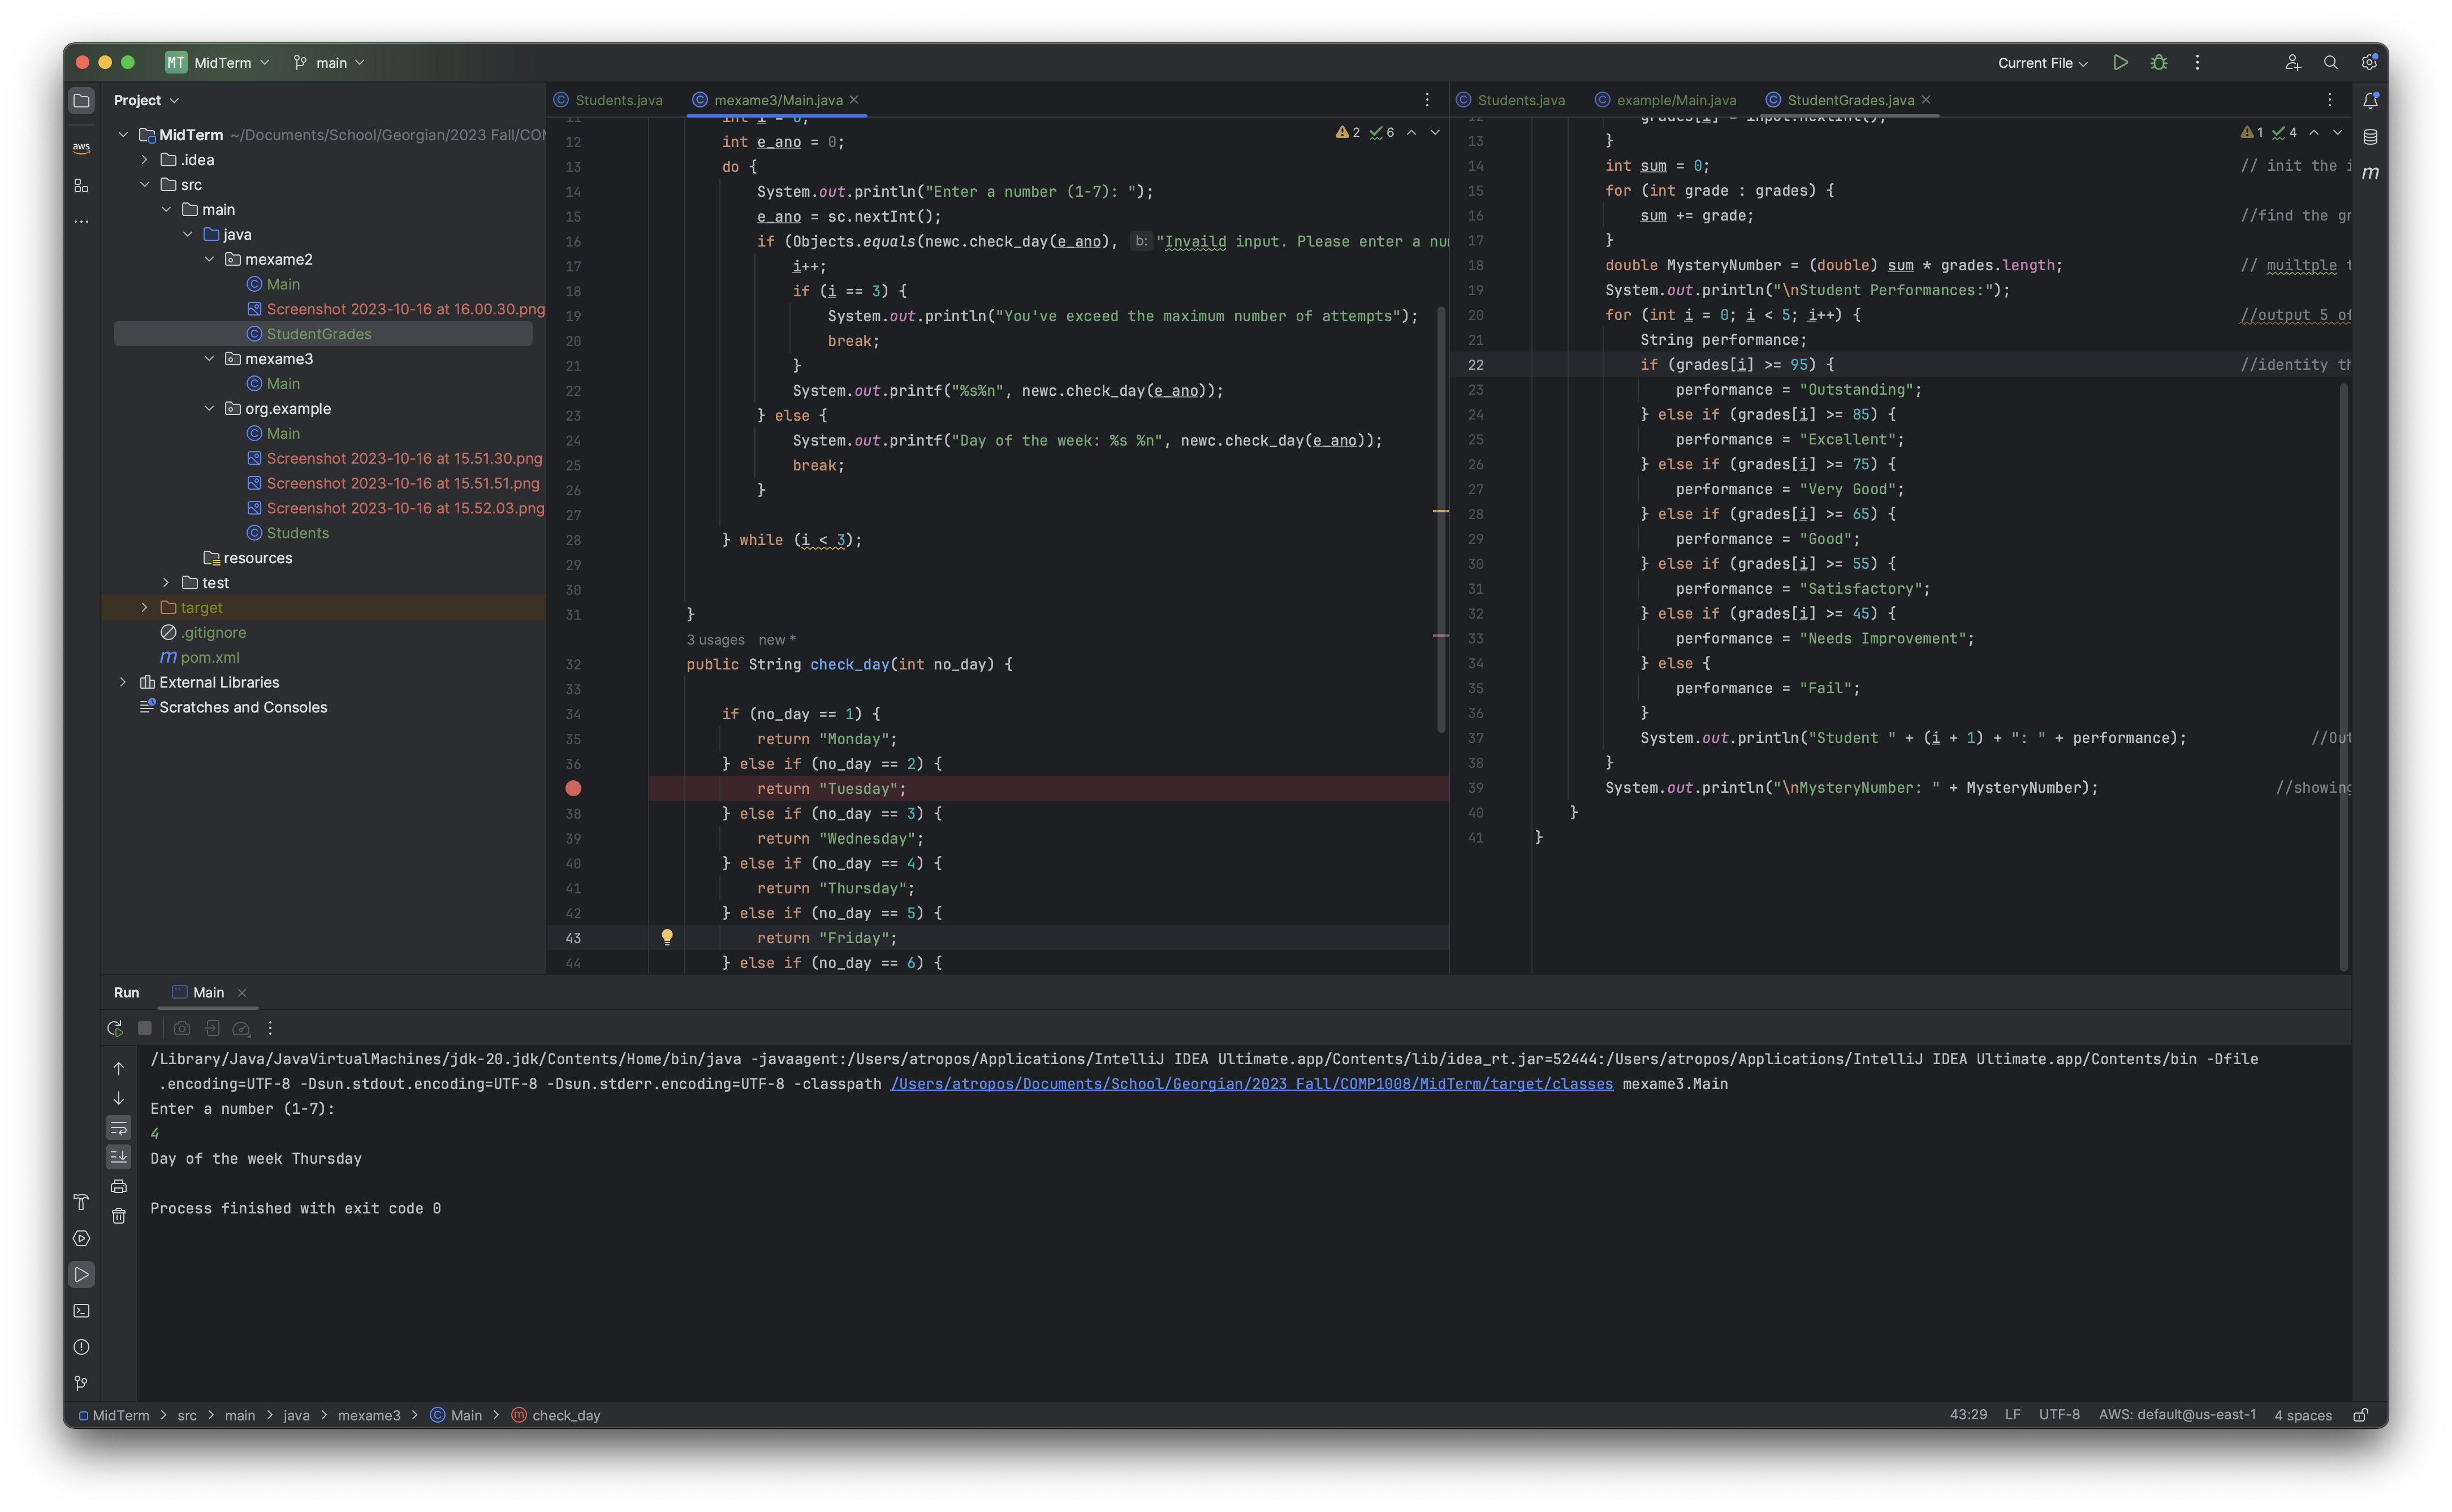 MT MidTerm main Current File
Project
MidTerm ~/Documents/School/Georgian/2023 Fall/COM
.idea
src
main
java
mexame2
Main
Screenshot 2023-10-16 at 16.00.30.png
StudentGrades
mexame3
Main
org.example
Main
Screenshot 2023-10-16 at 15.51.30.png
Screenshot 2023-10-16 at 15.51.51.png
Screenshot 2023-10-16 at 15.52.03.png
Students
resources
test
target
.gitignore
m pom.xml
External Libraries
Scratches and Consoles
aws
Students.java mexame3/Main.java
2 6
11 int i = 0;
12 int e_ano = 0;
13 do {
14 System.out.println("Enter a number (1-7): ");
15 e_ano = sc.nextInt();
16 if (Objects.equals(newc.check_day(e_ano), b: "Invaild input. Please enter a nu
17 i++;
18 if (i == 3) {
19 System.out.println("You've exceed the maximum number of attempts");
20 break;
21 }
22 System.out.printf("%s%n", newc.check_day(e_ano));
23 } else {
24 System.out.printf("Day of the week: %s %n", newc.check_day(e_ano));
25 break;
26 }
27
28 } while (i < 3);
29
30
31 }
3 usages new *
32 public String check_day(int no_day) {
33
34 if (no_day == 1) {
35 return "Monday";
36 } else if (no_day == 2) {
return "Tuesday";
38 } else if (no_day == 3) {
39 return "Wednesday";
40 } else if (no_day == 4) {
41 return "Thursday";
42 } else if (no_day == 5) {
43 return "Friday";
44 } else if (no_day == 6) {
Students.java example/Main.java StudentGrades.java
1 4
12 grades[i] = input.nextInt();
13 }
14 int sum = 0; // init the i
15 for (int grade : grades) {
16 sum += grade; //find the gr
17 }
18 double MysteryNumber = (double) sum * grades.length; // muiltple t
19 System.out.println("\nStudent Performances:");
20 for (int i = 0; i < 5; i++) { //output 5 of
21 String performance;
22 if (grades[i] >= 95) { //identity th
23 performance = "Outstanding";
24 } else if (grades[i] >= 85) {
25 performance = "Excellent";
26 } else if (grades[i] >= 75) {
27 performance = "Very Good";
28 } else if (grades[i] >= 65) {
29 performance = "Good";
30 } else if (grades[i] >= 55) {
31 performance = "Satisfactory";
32 } else if (grades[i] >= 45) {
33 performance = "Needs Improvement";
34 } else {
35 performance = "Fail";
36 }
37 System.out.println("Student " + (i + 1) + ": " + performance); //Out
38 }
39 System.out.println("\nMysteryNumber: " + MysteryNumber); //showing
40 }
41 }
m
Run Main
/Library/Java/JavaVirtualMachines/jdk-20.jdk/Contents/Home/bin/java -javaagent:/Users/atropos/Applications/IntelliJ IDEA Ultimate.app/Contents/lib/idea_rt.jar=52444:/Users/atropos/Applications/IntelliJ IDEA Ultimate.app/Contents/bin -Dfile
.encoding=UTF-8 -Dsun.stdout.encoding=UTF-8 -Dsun.stderr.encoding=UTF-8 -classpath /Users/atropos/Documents/School/Georgian/2023 Fall/COMP1008/MidTerm/target/classes mexame3.Main
Enter a number (1-7):
4
Day of the week Thursday
Process finished with exit code 0
MidTerm > src > main > java > mexame3 > Main > check_day
43:29 LF UTF-8 AWS: default@us-east-1 4 spaces